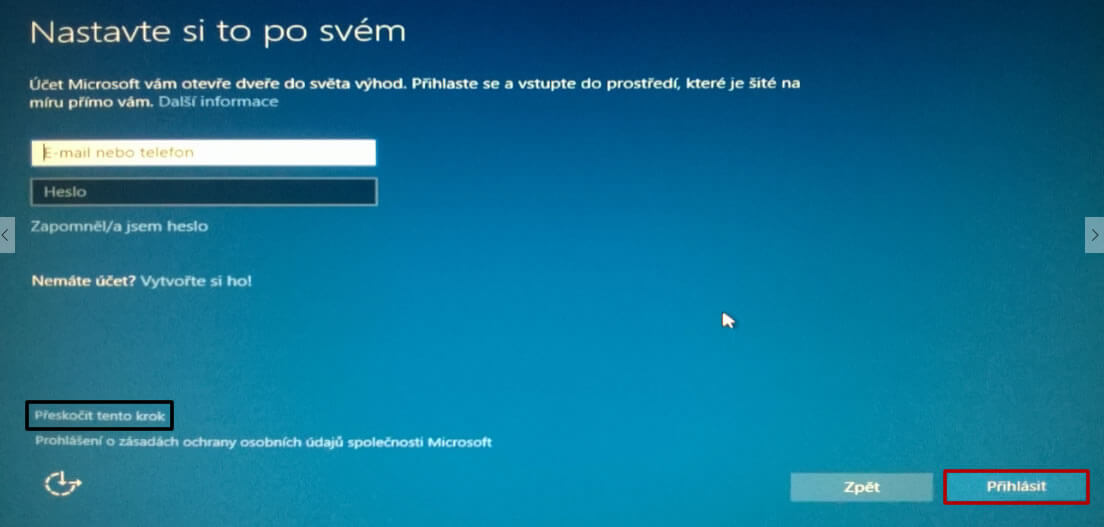 Nastavte si to po svém
Účet Microsoft vám otevře dveře do světa výhod. Přihlaste se a vstupte do prostředí, které je šité na
míru přímo vám. Další informace
E-mail nebo telefon
Heslo
Zapomněl/a jsem heslo
Nemáte účet? Vytvořte si ho!
Přeskočit tento krok
Prohlášení o zásadách ochrany osobních údajů společnosti Microsoft
Zpět
Přihlásit